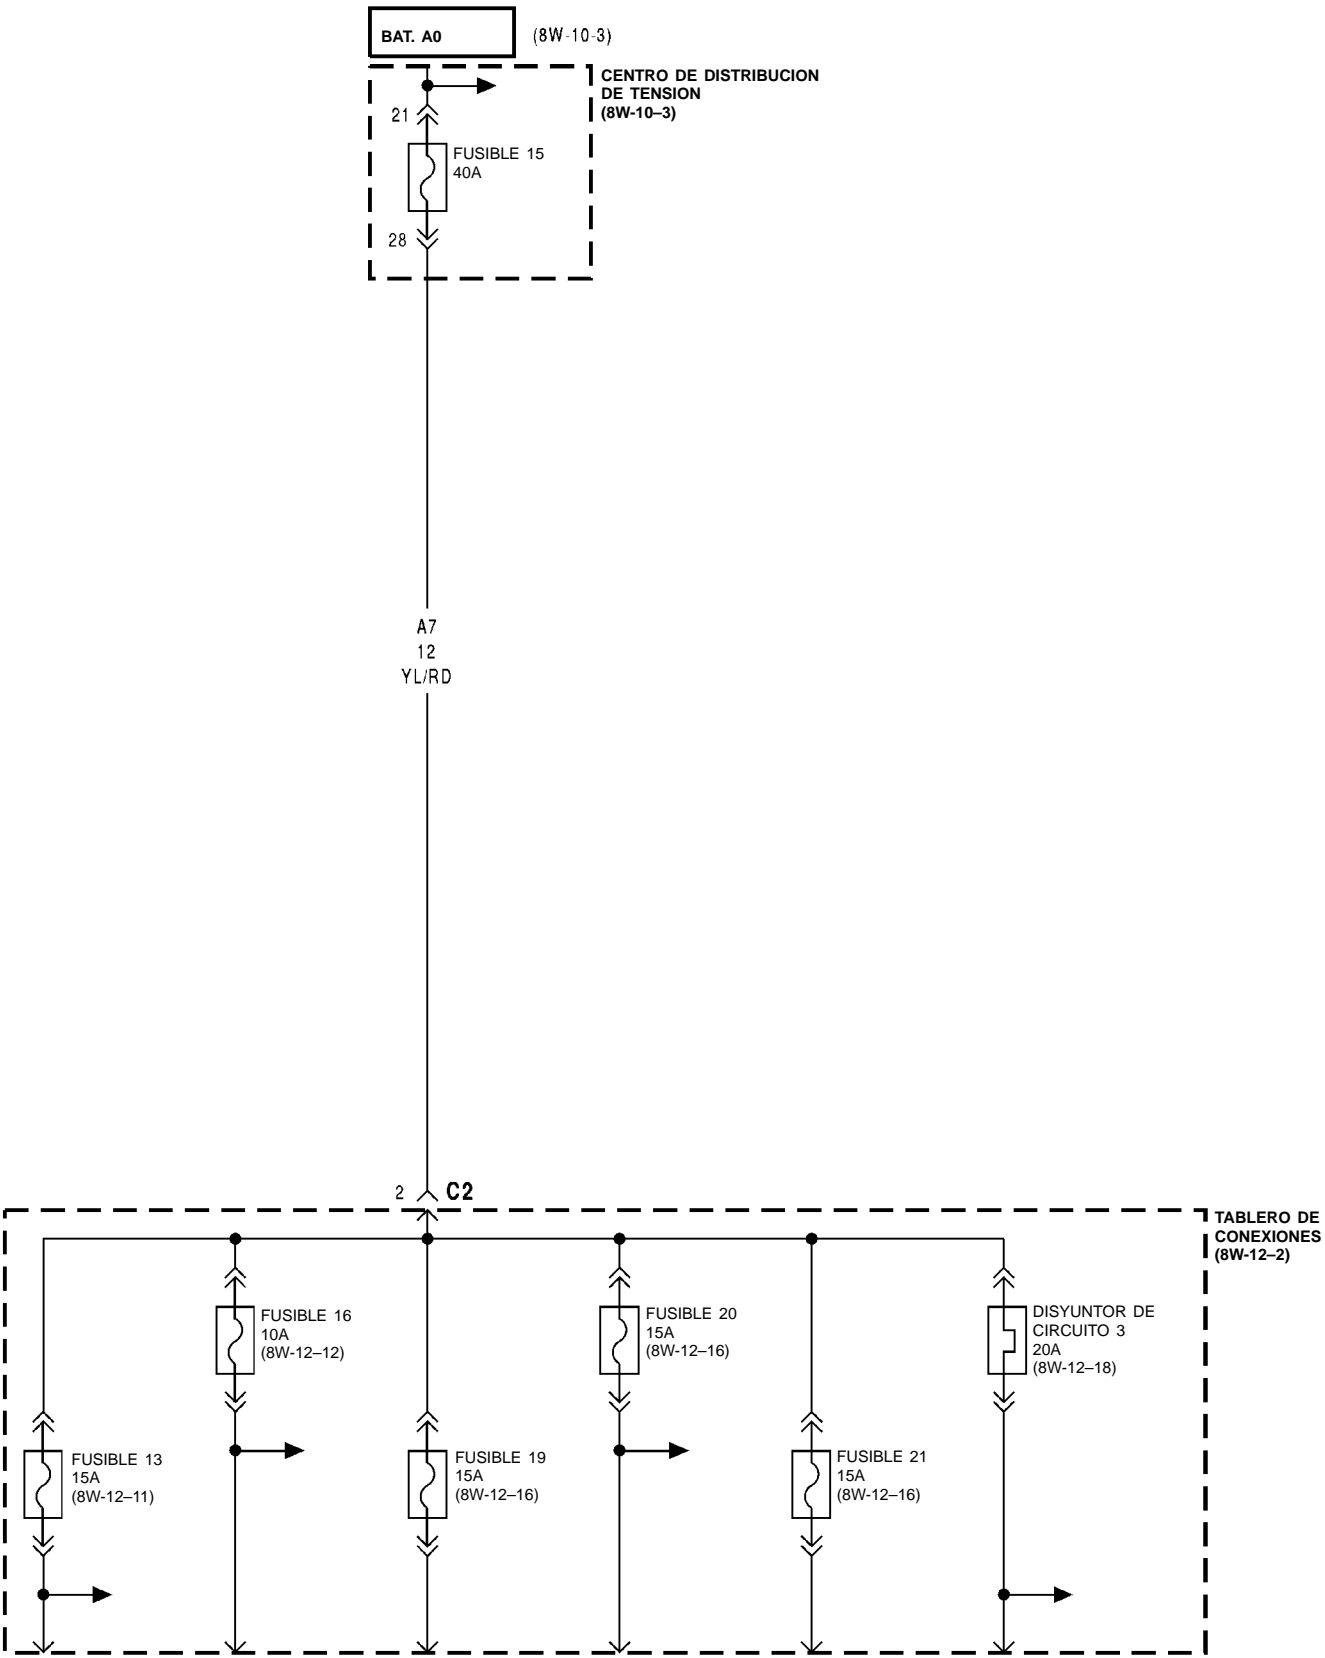 BAT. A0
(8W-10-3)
CENTRO DE DISTRIBUCION
DE TENSION
(8W-10–3)
21
FUSIBLE 15
40A
28
A7
12
YL/RD
2
C2
TABLERO DE
CONEXIONES
(8W-12–2)
FUSIBLE 16
10A
(8W-12–12)
FUSIBLE 20
15A
(8W-12–16)
DISYUNTOR DE
CIRCUITO 3
20A
(8W-12–18)
FUSIBLE 13
15A
(8W-12–11)
FUSIBLE 19
15A
(8W-12–16)
FUSIBLE 21
15A
(8W-12–16)